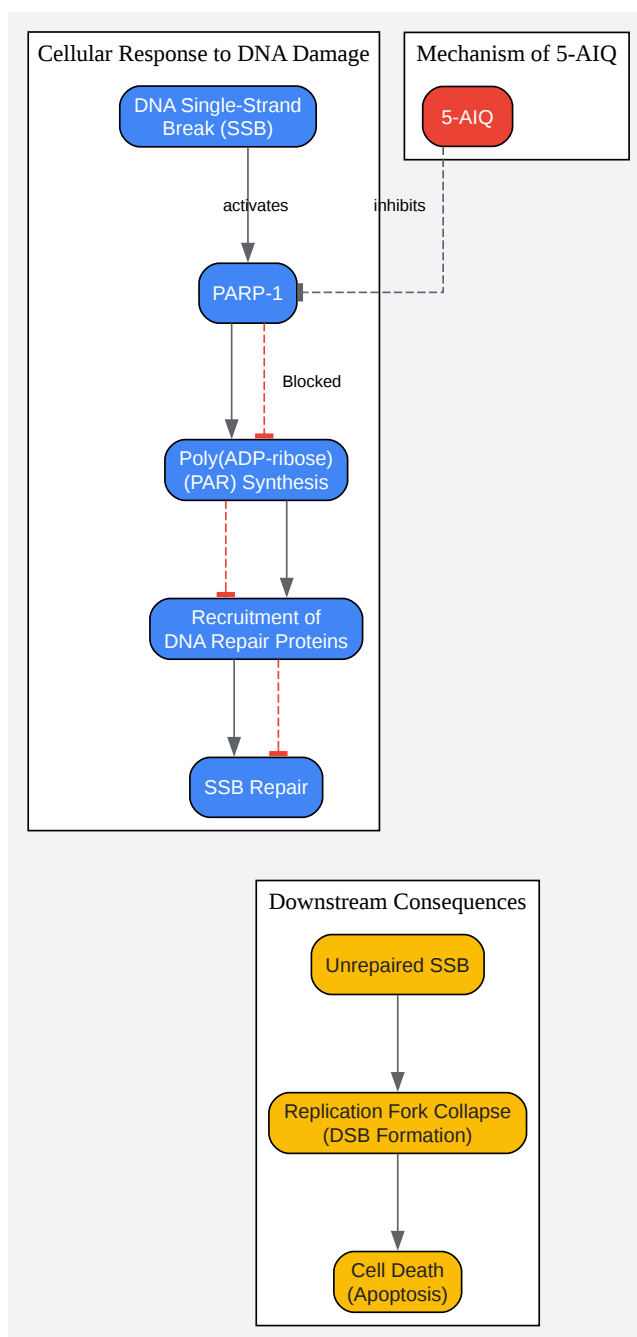 Cellular Response to DNA Damage
DNA Single-Strand
Break (SSB)
activates
PARP-1
Blocked
Poly(ADP-ribose)
(PAR) Synthesis
Recruitment of
DNA Repair Proteins
SSB Repair
Mechanism of 5-AIQ
5-AIQ
inhibits
Downstream Consequences
Unrepaired SSB
Replication Fork Collapse
(DSB Formation)
Cell Death
(Apoptosis)